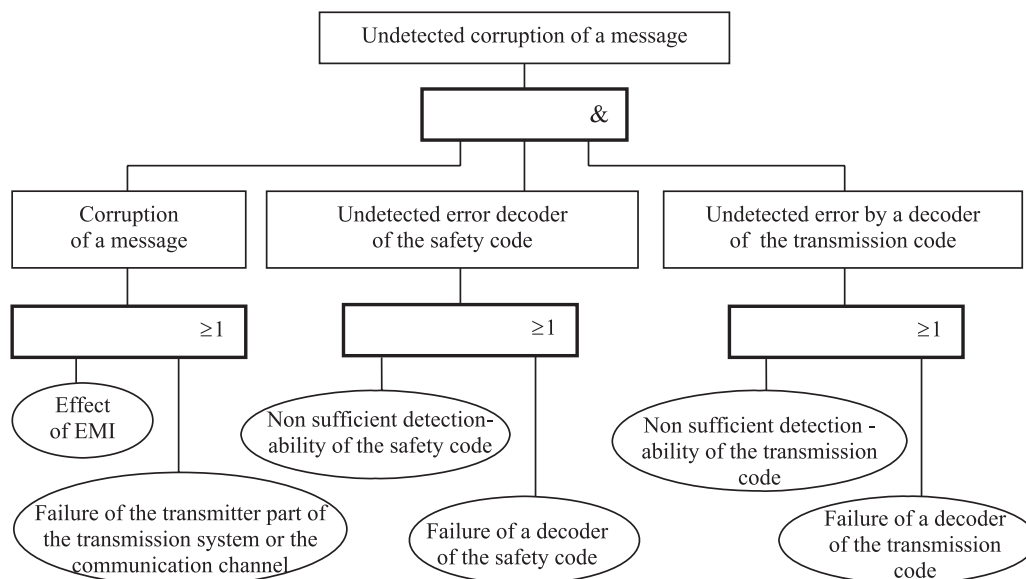 Undetected corruption of a message
&
Corruption
of a message
Undetected error decoder
of the safety code
Undetected error by a decoder
of the transmission code
≥1
≥1
≥1
Effect
of EMI
Non sufficient detection-
ability of the safety code
Non sufficient detection -
ability of the transmission
code
Failure of the transmitter part of
the transmission system or the
communication channel
Failure of a decoder
of the safety code
Failure of a decoder
of the transmission
code